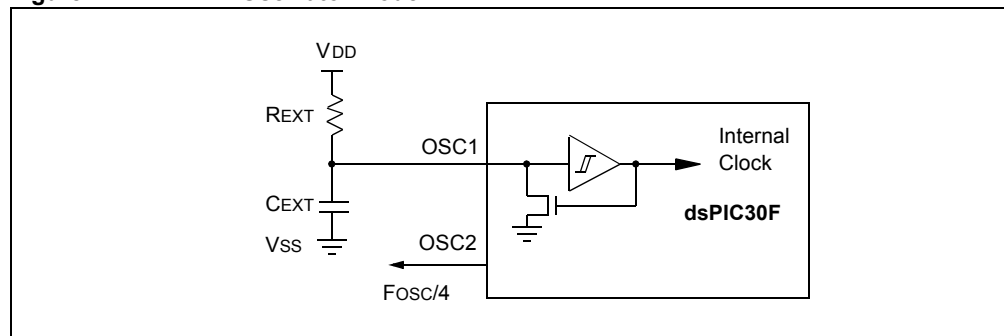 VDD
REXT
OSC1
Internal
Clock
dsPIC30F
CEXT
VSS
OSC2
FOSC/4